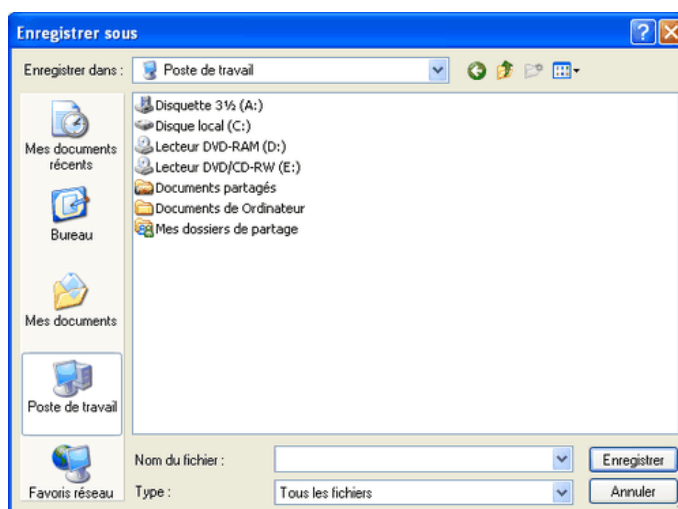 Enregistrer sous
Enregistrer dans :
Poste de travail
Disquette 3½ (A:)
Disque local (C:)
Lecteur DVD-RAM (D:)
Lecteur DVD/CD-RW (E:)
Documents partagés
Documents de Ordinateur
Mes dossiers de partage
Mes documents
récents
Bureau
Mes documents
Poste de travail
Favoris réseau
Nom du fichier :
Enregistrer
Type :
Tous les fichiers
Annuler